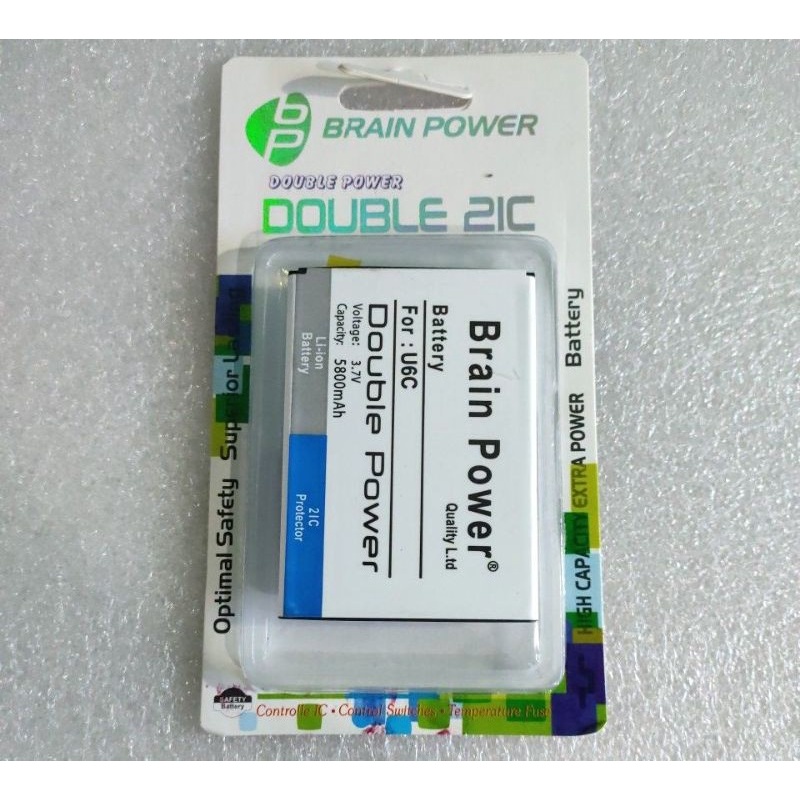 bp
BRAIN POWER
DOUBLE POWER
DOUBLE 2IC
Brain Power®
Quality L.td
Battery
For : U6C
Double Power
Voltage: 3.7V
Capacity: 5800mAh
Li-ion
Battery
2IC
Protector
Optimal Safety Superior
HIGH CAPACITY EXTRA POWER Battery
SAFETY
Battery
Controlle IC • Control Switches • Temperature Fuse